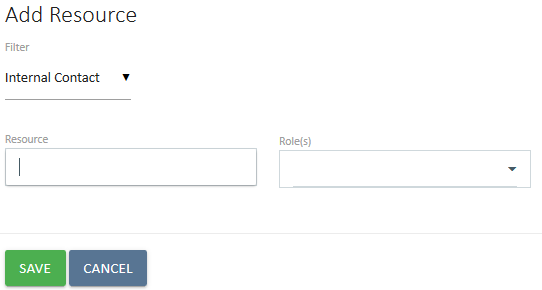 Add Resource
Filter
Internal Contact
Resource
Role(s)
SAVE
CANCEL